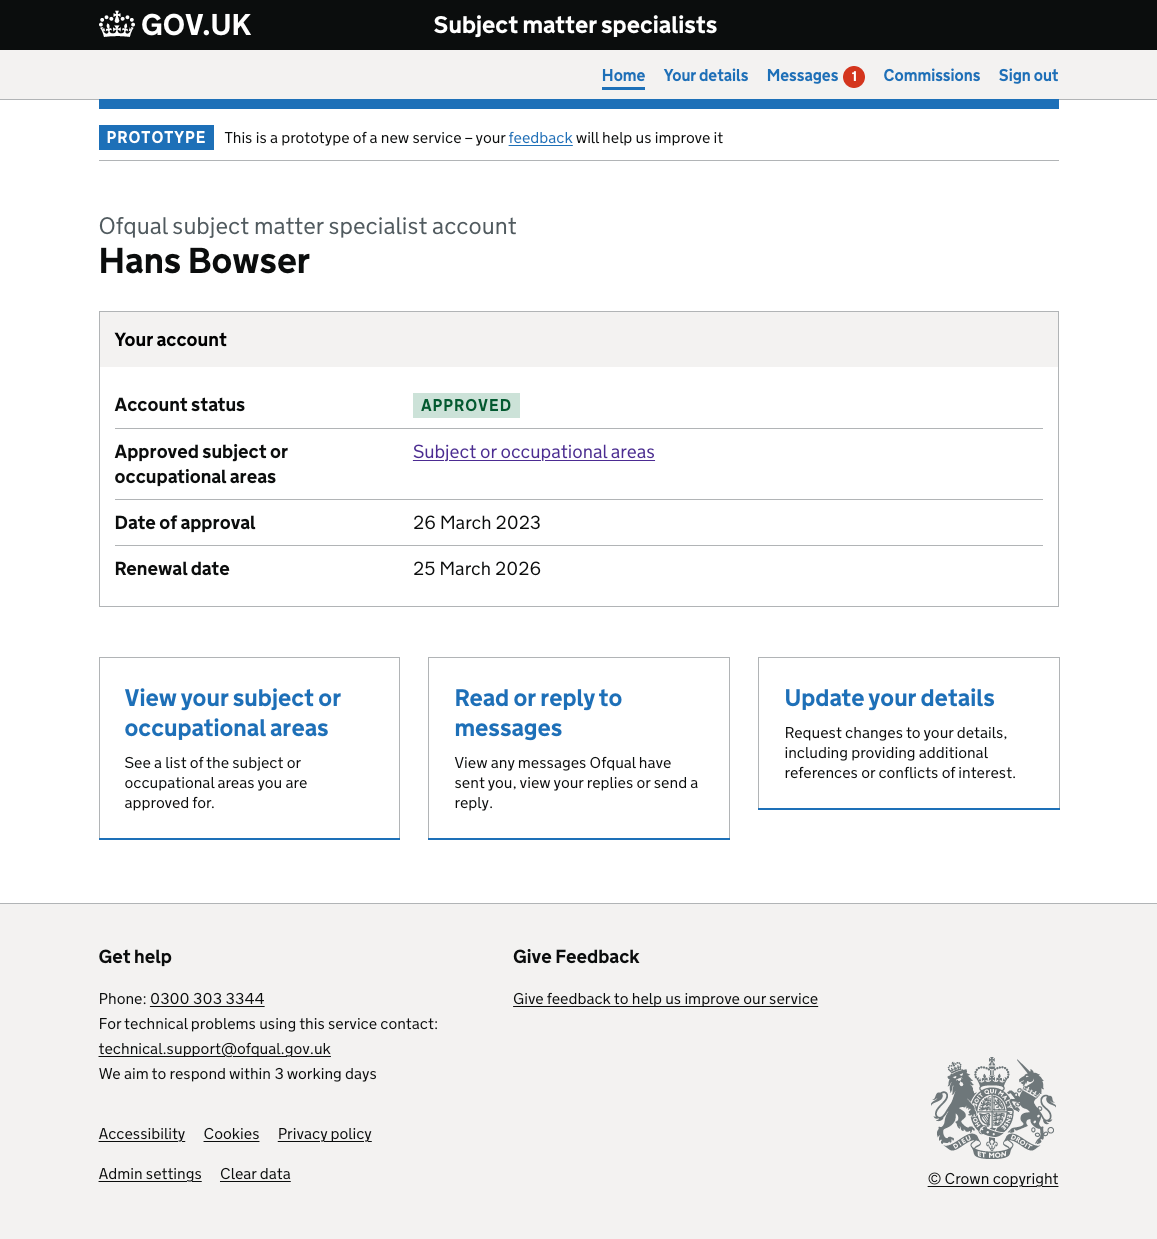 GOV.UK
Subject matter specialists
Home Your details Messages 1 Commissions Sign out
PROTOTYPE This is a prototype of a new service – your feedback will help us improve it
Ofqual subject matter specialist account
Hans Bowser
Your account
Account status APPROVED
Approved subject or occupational areas Subject or occupational areas
Date of approval 26 March 2023
Renewal date 25 March 2026
View your subject or
occupational areas
See a list of the subject or
occupational areas you are
approved for.
Read or reply to
messages
View any messages Ofqual have
sent you, view your replies or send a
reply.
Update your details
Request changes to your details,
including providing additional
references or conflicts of interest.
Get help
Phone: 0300 303 3344
For technical problems using this service contact:
technical.support@ofqual.gov.uk
We aim to respond within 3 working days
Give Feedback
Give feedback to help us improve our service
Accessibility Cookies Privacy policy
Admin settings Clear data
DIEU ET MON DROIT
© Crown copyright